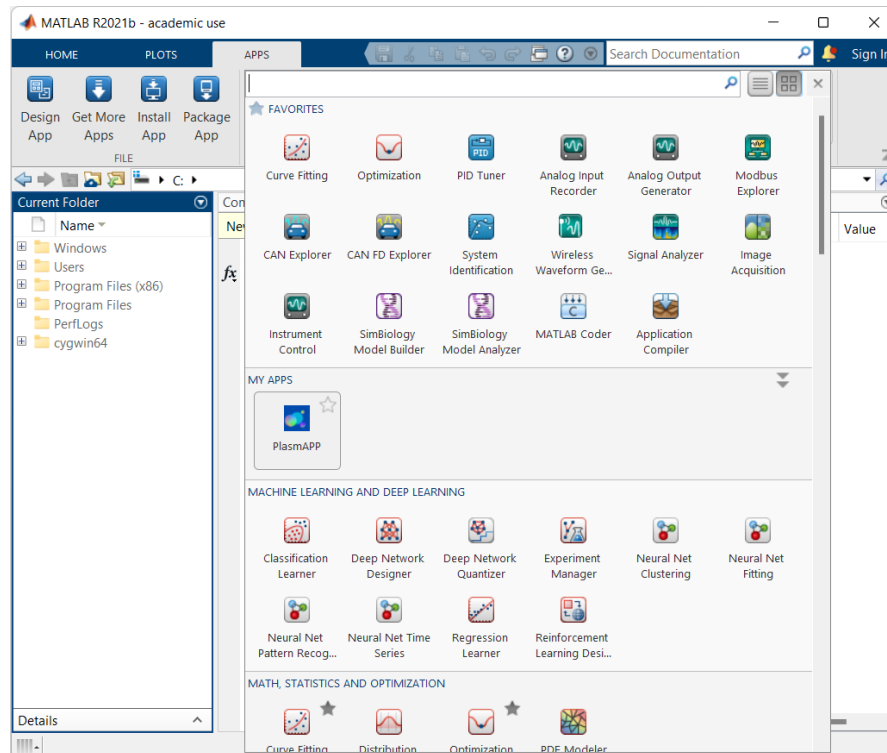 MATLAB R2021b - academic use
HOME PLOTS APPS Search Documentation Sign In
Design App
Get More Apps
Install App
Package App
FILE
C:
Current Folder
Name
Windows
Users
Program Files (x86)
Program Files
PerfLogs
cygwin64
Details
fx
Value
FAVORITES
Curve Fitting
Optimization
PID Tuner
Analog Input Recorder
Analog Output Generator
Modbus Explorer
CAN Explorer
CAN FD Explorer
System Identification
Wireless Waveform Ge...
Signal Analyzer
Image Acquisition
Instrument Control
SimBiology Model Builder
SimBiology Model Analyzer
MATLAB Coder
Application Compiler
MY APPS
PlasmAPP
MACHINE LEARNING AND DEEP LEARNING
Classification Learner
Deep Network Designer
Deep Network Quantizer
Experiment Manager
Neural Net Clustering
Neural Net Fitting
Neural Net Pattern Recog...
Neural Net Time Series
Regression Learner
Reinforcement Learning Desi...
MATH, STATISTICS AND OPTIMIZATION
Curve Fitting
Distribution
Optimization
PDE Modeler